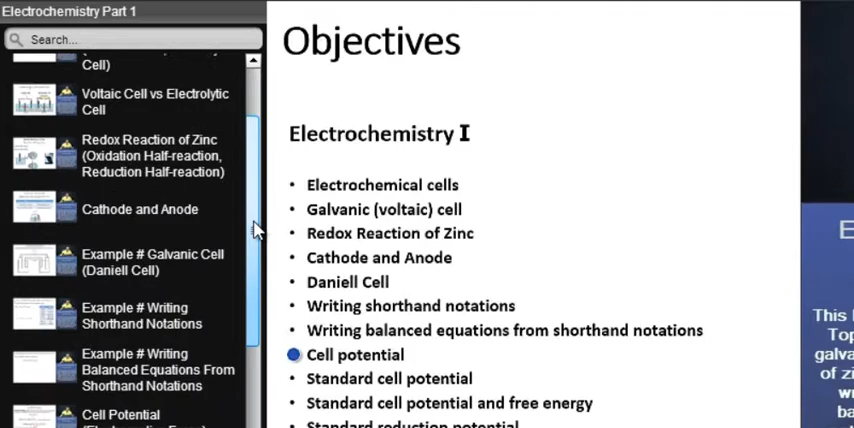 Electrochemistry Part 1
Search...
Cell)
Voltaic Cell vs Electrolytic
Cell
Redox Reaction of Zinc
(Oxidation Half-reaction,
Reduction Half-reaction)
Cathode and Anode
Example # Galvanic Cell
(Daniell Cell)
Example # Writing
Shorthand Notations
Example # Writing
Balanced Equations From
Shorthand Notations
Cell Potential
Objectives
Electrochemistry I
• Electrochemical cells
• Galvanic (voltaic) cell
• Redox Reaction of Zinc
• Cathode and Anode
• Daniell Cell
• Writing shorthand notations
• Writing balanced equations from shorthand notations
Cell potential
• Standard cell potential
• Standard cell potential and free energy
• Standard reduction potential
E
This
Top
galva
of zi
w
ba